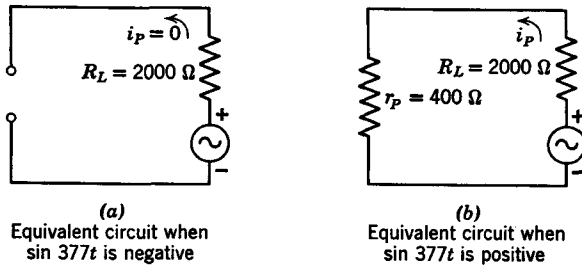 i_P = 0
R_L = 2000 Ω
+
−
(a)
Equivalent circuit when
sin 377t is negative
i_P
R_L = 2000 Ω
r_P = 400 Ω
+
−
(b)
Equivalent circuit when
sin 377t is positive